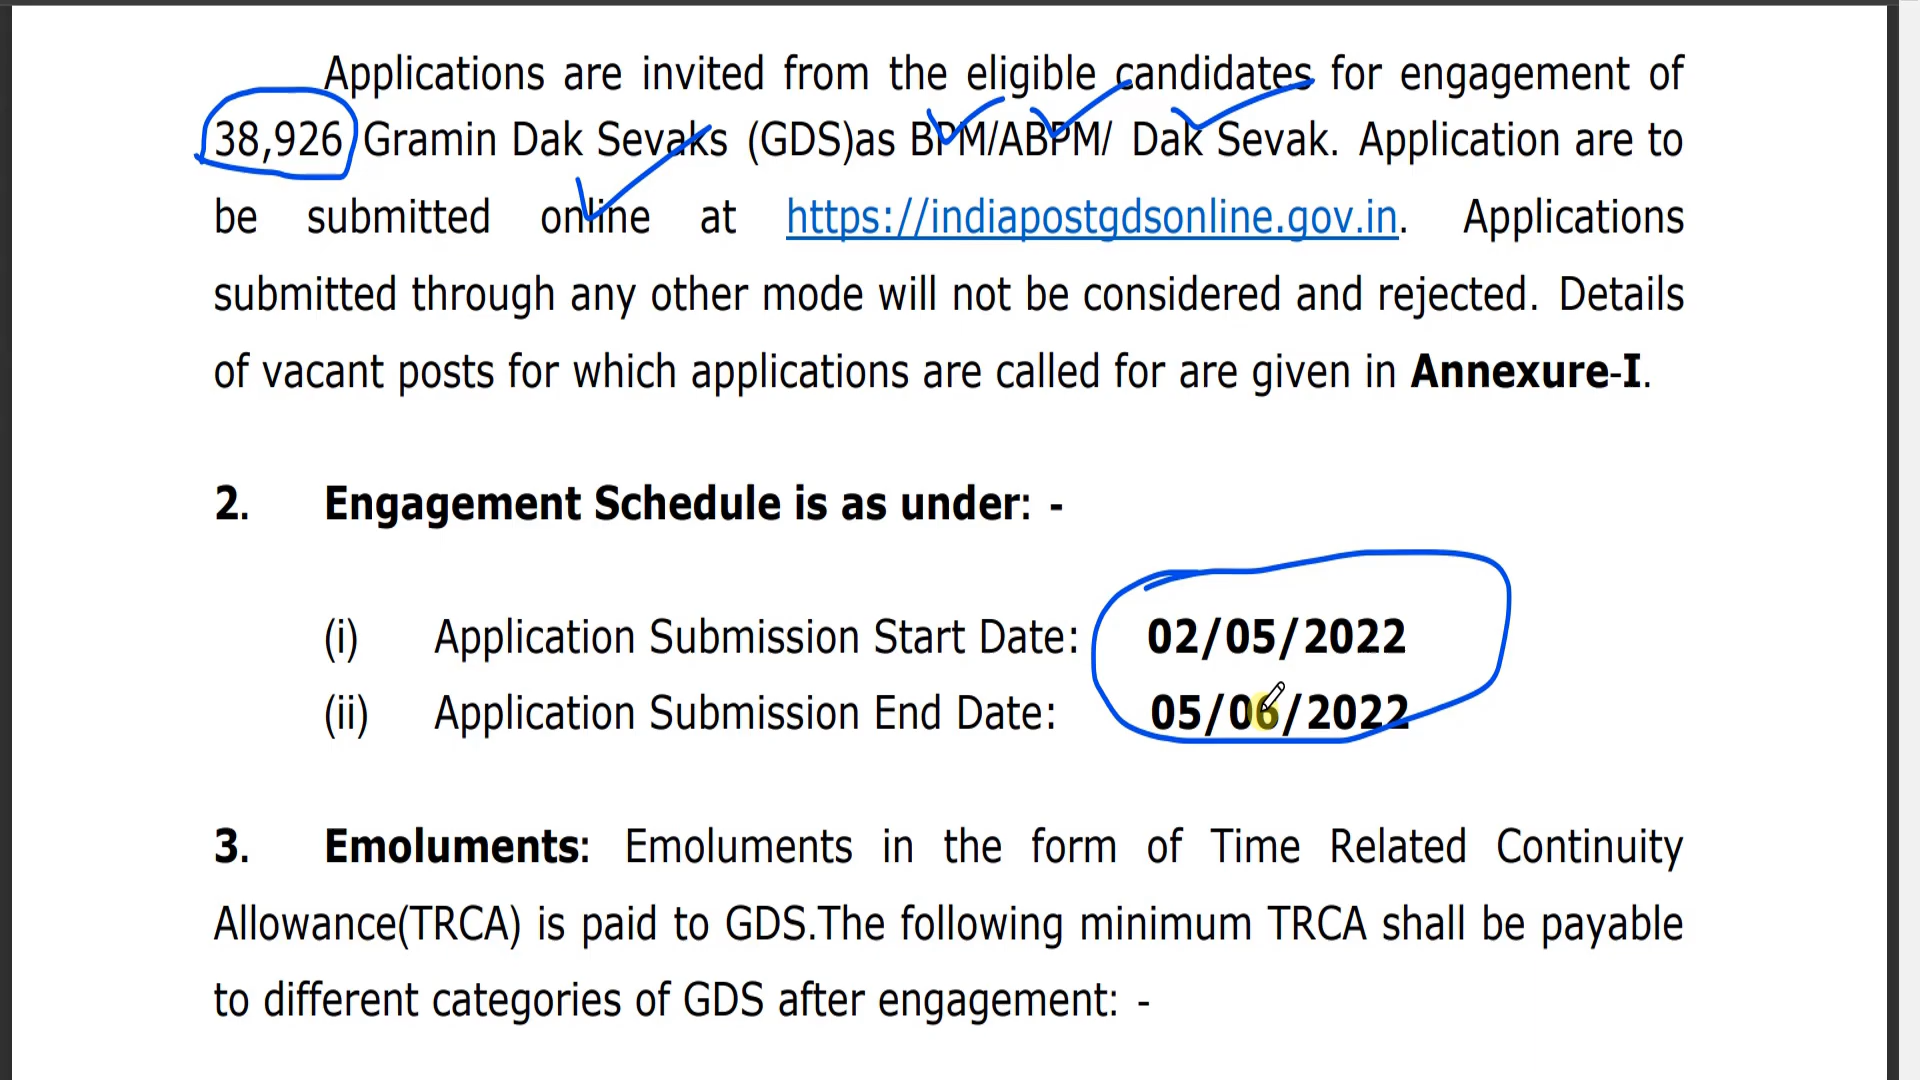 Applications are invited from the eligible candidates for engagement of
38,926 Gramin Dak Sevaks (GDS)as BPM/ABPM/ Dak Sevak. Application are to
be submitted online at https://indiapostgdsonline.gov.in. Applications
submitted through any other mode will not be considered and rejected. Details
of vacant posts for which applications are called for are given in Annexure-I.
2. Engagement Schedule is as under: -
(i) Application Submission Start Date: 02/05/2022
(ii) Application Submission End Date: 05/06/2022
3. Emoluments: Emoluments in the form of Time Related Continuity
Allowance(TRCA) is paid to GDS.The following minimum TRCA shall be payable
to different categories of GDS after engagement: -